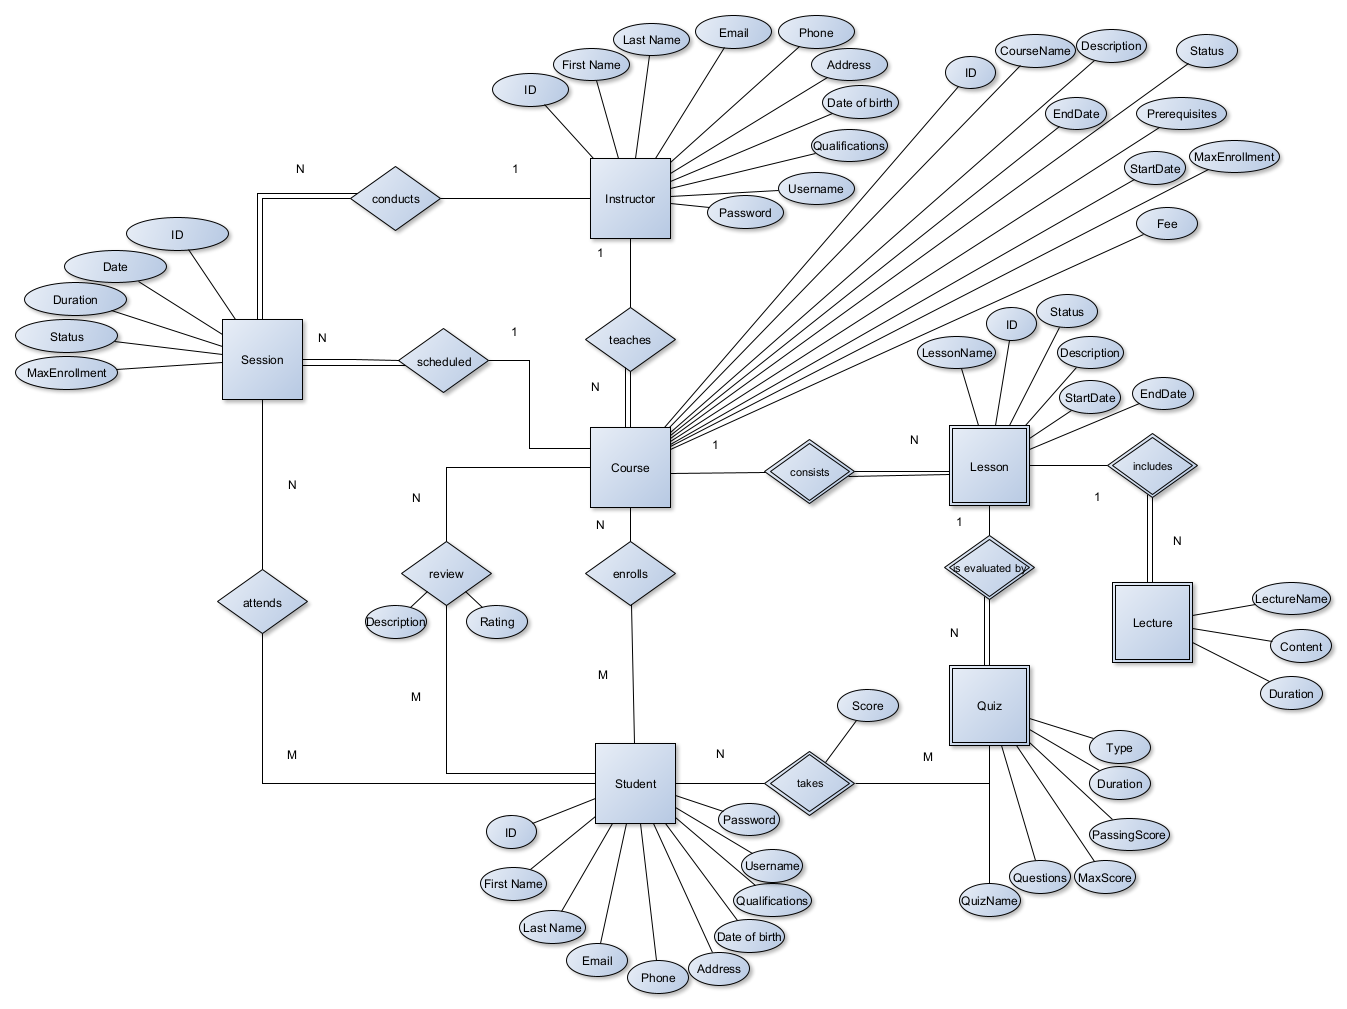 Last Name
Email
Phone
First Name
Address
ID
Date of birth
Qualifications
Username
Password
Instructor
ID
CourseName
Description
Status
EndDate
Prerequisites
StartDate
MaxEnrollment
Fee
N
conducts
1
ID
Date
Duration
Status
MaxEnrollment
Session
1
N
scheduled
1
teaches
N
Course
1
consists
N
LessonName
ID
Status
Description
StartDate
EndDate
Lesson
includes
1
N
1
is evaluated by
N
Lecture
LectureName
Content
Duration
N
attends
M
N
review
Description
Rating
M
N
enrolls
M
Score
N
takes
M
Quiz
Type
Duration
PassingScore
MaxScore
Questions
QuizName
Student
ID
First Name
Last Name
Email
Phone
Address
Date of birth
Qualifications
Username
Password